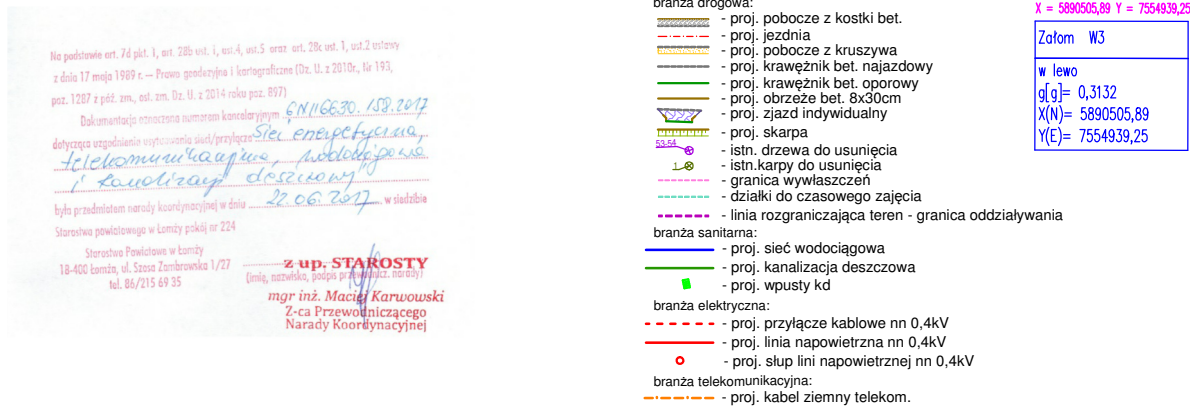 Na podstawie art. 7d pkt. 1, art. 28b ust. 1, ust.4, ust.5 oraz art. 28c ust. 1, ust.2 ustawy
z dnia 17 maja 1989 r. – Prawo geodezyjne i kartograficzne (Dz. U. z 2010r., Nr 193,
poz. 1287 z póź. zm., ost. zm. Dz. U. z 2014 roku poz. 897)
Dokumentacja oznaczona numerem kancelaryjnym GN.II.6630.158.2017
dotycząca uzgodnienia usytuowania sieci/przyłącza Sieć energetyczna,
telekomunikacyjna, wodociągowa
i kanalizacji deszczowej
była przedmiotem narady koordynacyjnej w dniu 22.06.2017 w siedzibie
Starostwa powiatowego w Łomży pokój nr 224
Starostwo Powiatowe w Łomży
18-400 Łomża, ul. Szosa Zambrowska 1/27
tel. 86/215 69 35
z up. STAROSTY
(imię, nazwisko, podpis przewodnicz. narady)
mgr inż. Maciej Karwowski
Z-ca Przewodniczącego
Narady Koordynacyjnej
branża drogowa:
- proj. pobocze z kostki bet.
- proj. jezdnia
- proj. pobocze z kruszywa
- proj. krawężnik bet. najazdowy
- proj. krawężnik bet. oporowy
- proj. obrzeże bet. 8x30cm
- proj. zjazd indywidualny
- proj. skarpa
53-54 - istn. drzewa do usunięcia
1 - istn.karpy do usunięcia
- granica wywłaszczeń
- działki do czasowego zajęcia
- linia rozgraniczająca teren - granica oddziaływania
branża sanitarna:
- proj. sieć wodociągowa
- proj. kanalizacja deszczowa
- proj. wpusty kd
branża elektryczna:
- proj. przyłącze kablowe nn 0,4kV
- proj. linia napowietrzna nn 0,4kV
- proj. słup lini napowietrznej nn 0,4kV
branża telekomunikacyjna:
- proj. kabel ziemny telekom.
X = 5890505,89 Y = 7554939,25
Załom W3
w lewo
g[g]= 0,3132
X(N)= 5890505,89
Y(E)= 7554939,25